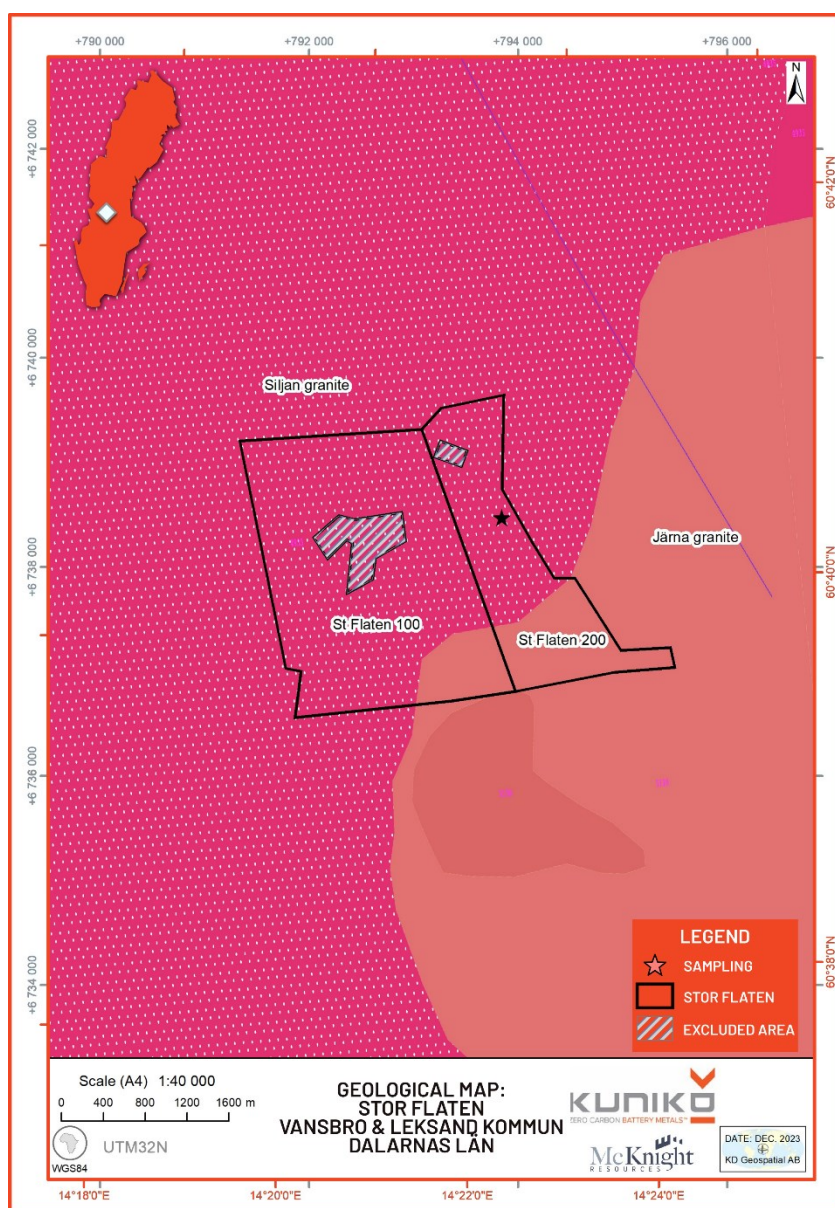 +790 000
+792 000
+794 000
+796 000
N
+6 742 000
60°42'0"N
+6 740 000
Siljan granite
Järna granite
+6 738 000
60°40'0"N
St Flaten 100
St Flaten 200
+6 736 000
LEGEND
SAMPLING
STOR FLATEN
EXCLUDED AREA
+6 734 000
60°38'0"N
Scale (A4) 1:40 000
0 400 800 1200 1600 m
UTM32N
WGS84
GEOLOGICAL MAP:
STOR FLATEN
VANSBRO & LEKSAND KOMMUN
DALARNAS LÄN
KUNIKO
ZERO CARBON BATTERY METALS™
McKnight
RESOURCES
DATE: DEC. 2023
KD Geospatial AB
14°18'0"E
14°20'0"E
14°22'0"E
14°24'0"E